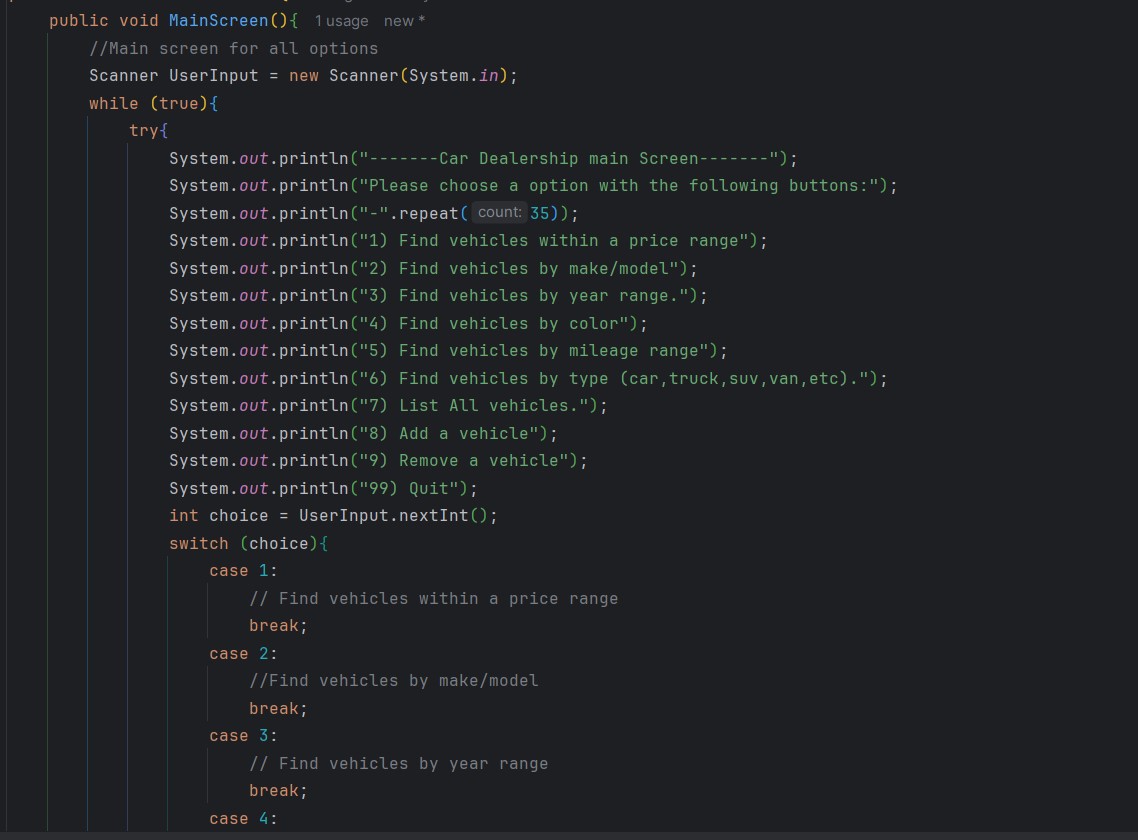 public void MainScreen(){ 1 usage new *
//Main screen for all options
Scanner UserInput = new Scanner(System.in);
while (true){
try{
System.out.println("-------Car Dealership main Screen-------");
System.out.println("Please choose a option with the following buttons:");
System.out.println("-".repeat( count: 35));
System.out.println("1) Find vehicles within a price range");
System.out.println("2) Find vehicles by make/model");
System.out.println("3) Find vehicles by year range.");
System.out.println("4) Find vehicles by color");
System.out.println("5) Find vehicles by mileage range");
System.out.println("6) Find vehicles by type (car,truck,suv,van,etc).");
System.out.println("7) List All vehicles.");
System.out.println("8) Add a vehicle");
System.out.println("9) Remove a vehicle");
System.out.println("99) Quit");
int choice = UserInput.nextInt();
switch (choice){
case 1:
// Find vehicles within a price range
break;
case 2:
//Find vehicles by make/model
break;
case 3:
// Find vehicles by year range
break;
case 4: